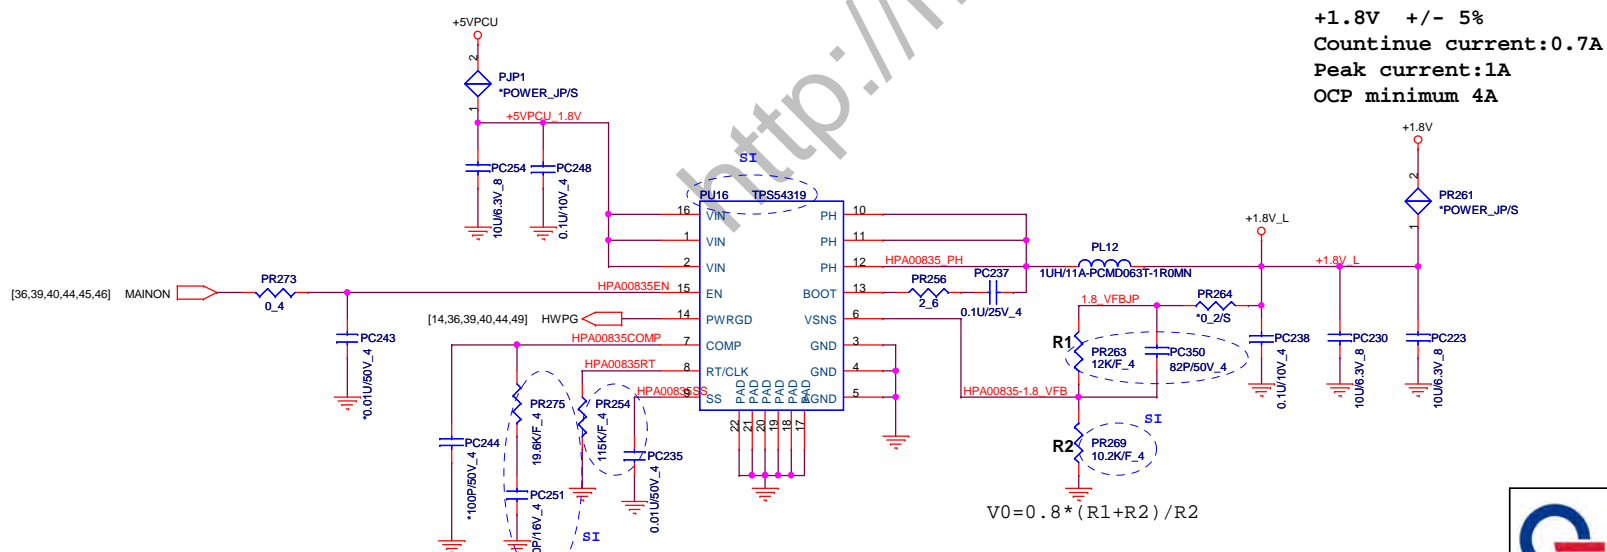 +1.8V +/- 5%
Countinue current:0.7A
Peak current:1A
OCP minimum 4A
http://
+5VPCU
2
PJP1
*POWER_JP/S
1
+5VPCU_1.8V
PC254
10U/6.3V_8
PC248
0.1U/10V_4
SI
PU16 TPS54319
16 VIN
1 VIN
2 VIN
15 EN
14 PWRGD
7 COMP
8 RT/CLK
9 SS
PH 10
PH 11
PH 12
BOOT 13
VSNS 6
GND 3
GND 4
AGND 5
PAD PAD PAD PAD PAD PAD
22 21 20 19 18 17
[36,39,40,44,45,46] MAINON
PR273
0_4
HPA00835EN
PC243
*0.01U/50V_4
[14,36,39,40,44,49] HWPG
HPA00835COMP
HPA00835RT
HPA00835SS
PC244
*100P/50V_4
PR275
19.6K/F_4
PC251
0P/16V_4
SI
PR254
115K/F_4
PC235
0.01U/50V_4
HPA00835_PH
PR256
2_6
PC237
0.1U/25V_4
PL12
1UH/11A-PCMD063T-1R0MN
+1.8V_L
+1.8V_L
+1.8V
2
PR261
*POWER_JP/S
1
1.8_VFBJP
PR264
*0_2/S
R1
PR263
12K/F_4
PC350
82P/50V_4
HPA00835-1.8_VFB
SI
R2
PR269
10.2K/F_4
PC238
0.1U/10V_4
PC230
10U/6.3V_8
PC223
10U/6.3V_8
V0=0.8*(R1+R2)/R2